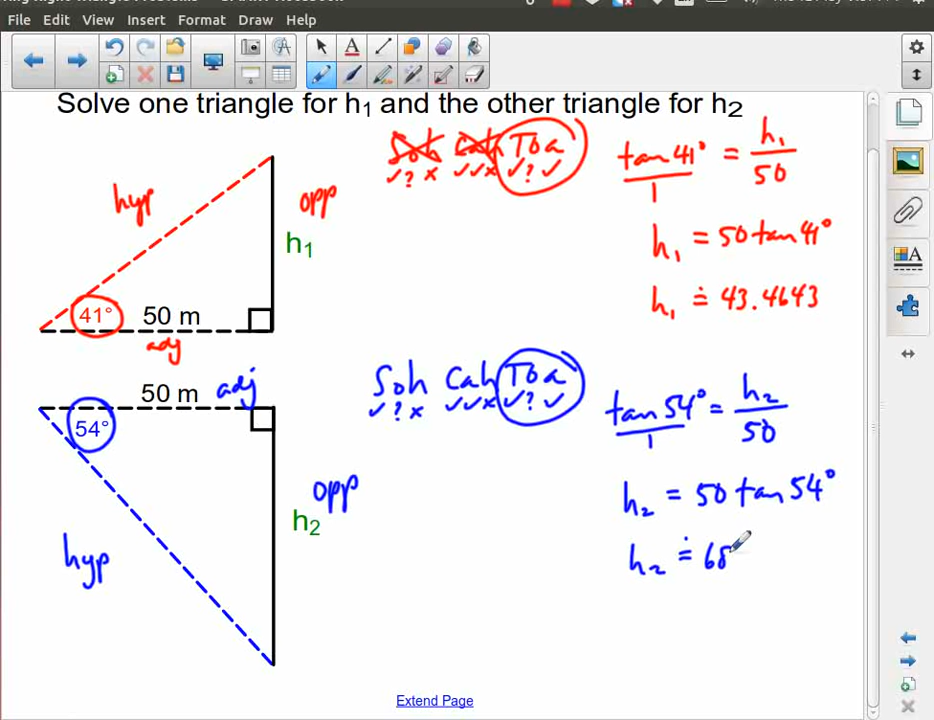 File Edit View Insert Format Draw Help
Solve one triangle for h1 and the other triangle for h2
Soh Cah Toa
✓ ? × ✓ ✓ × ✓ ? ✓
tan 41° / 1 = h1 / 50
hyp
opp
h1
h1 = 50 tan 41°
41°
50 m
h1 ≐ 43.4643
adj
50 m
adj
Soh Cah Toa
✓ ? × ✓ ✓ × ✓ ? ✓
tan 54° / 1 = h2 / 50
54°
opp
h2 = 50 tan 54°
h2
hyp
h2 ≐ 68
Extend Page